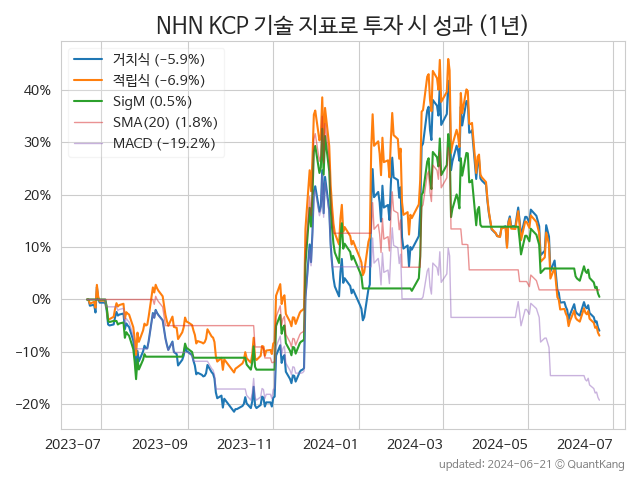 NHN KCP 기술 지표로 투자 시 성과 (1년)
거치식 (−5.9%)
적립식 (−6.9%)
SigM (0.5%)
SMA(20) (1.8%)
MACD (−19.2%)
40%
30%
20%
10%
0%
−10%
−20%
2023−07 2023−09 2023−11 2024−01 2024−03 2024−05 2024−07
updated: 2024−06−21 © QuantKang